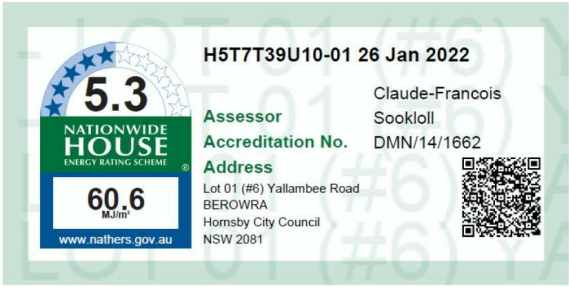 5.3
NATIONWIDE
HOUSE
ENERGY RATING SCHEME
®
60.6
MJ/m²
www.nathers.gov.au
H5T7T39U10-01 26 Jan 2022
Assessor Claude-Francois
Sookloll
Accreditation No. DMN/14/1662
Address
Lot 01 (#6) Yallambee Road
BEROWRA
Hornsby City Council
NSW 2081